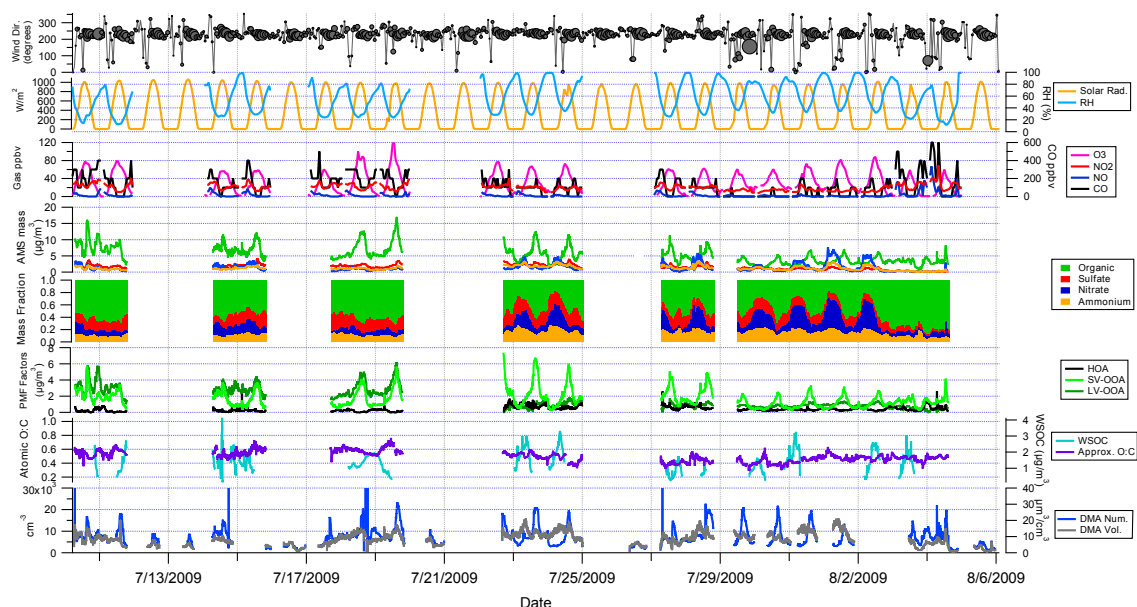 Wind Dir.
(degrees)
300
200
100
0
W/m²
1000
800
600
400
200
0
100
80
60
40
20
0
RH (%)
Solar Rad.
RH
Gas ppbv
120
80
40
0
600
400
200
0
CO ppbv
O3
NO2
NO
CO
AMS mass
(µg/m³)
15
10
5
0
Mass Fraction
1.0
0.8
0.6
0.4
0.2
0.0
Organic
Sulfate
Nitrate
Ammonium
PMF Factors
(µg/m³)
8
6
4
2
0
HOA
SV-OOA
LV-OOA
Atomic O:C
1.0
0.8
0.6
0.4
0.2
4
3
2
1
0
WSOC (µg/m³)
WSOC
Approx. O:C
cm⁻³
30x10³
20
10
0
40
30
20
10
0
µm³/cm³
DMA Num.
DMA Vol.
7/13/2009 7/17/2009 7/21/2009 7/25/2009 7/29/2009 8/2/2009 8/6/2009
Date